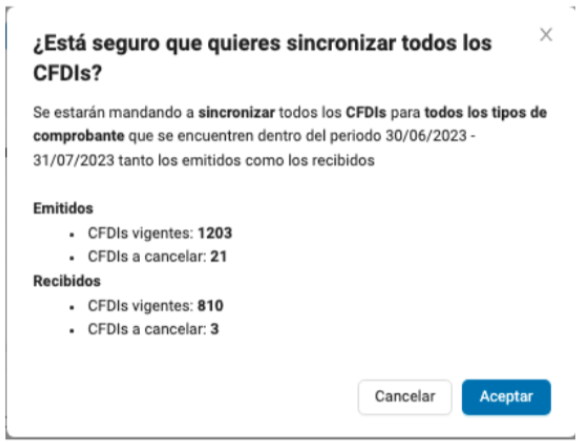 ¿Está seguro que quieres sincronizar todos los
CFDIs?
Se estarán mandando a sincronizar todos los CFDIs para todos los tipos de
comprobante que se encuentren dentro del periodo 30/06/2023 -
31/07/2023 tanto los emitidos como los recibidos
Emitidos
• CFDIs vigentes: 1203
• CFDIs a cancelar: 21
Recibidos
• CFDIs vigentes: 810
• CFDIs a cancelar: 3
Cancelar Aceptar